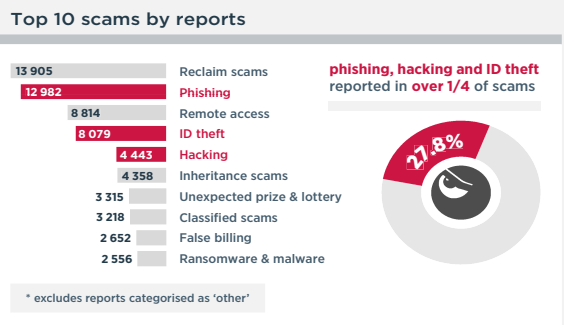 Top 10 scams by reports
13 905 Reclaim scams
12 982 Phishing
8 814 Remote access
8 079 ID theft
4 443 Hacking
4 358 Inheritance scams
3 315 Unexpected prize & lottery
3 218 Classified scams
2 652 False billing
2 556 Ransomware & malware
* excludes reports categorised as ‘other’
phishing, hacking and ID theft
reported in over 1/4 of scams
27.8%